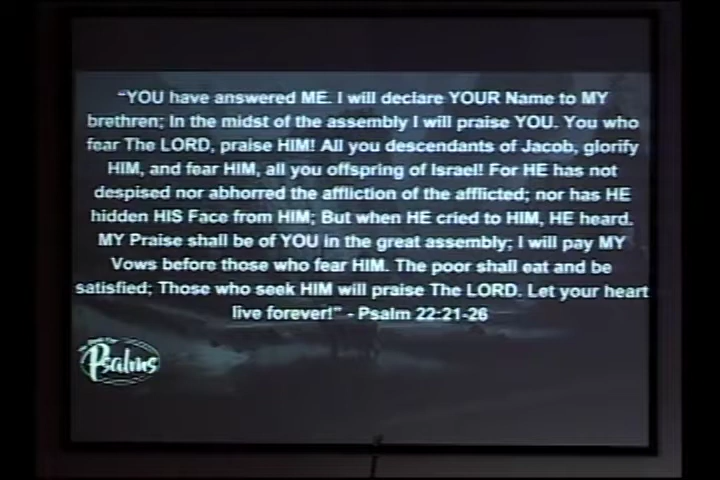 "YOU have answered ME. I will declare YOUR Name to MY
brethren; In the midst of the assembly I will praise YOU. You who
fear The LORD, praise HIM! All you descendants of Jacob, glorify
HIM, and fear HIM, all you offspring of Israel! For HE has not
despised nor abhorred the affliction of the afflicted; nor has HE
hidden HIS Face from HIM; But when HE cried to HIM, HE heard.
MY Praise shall be of YOU in the great assembly; I will pay MY
Vows before those who fear HIM. The poor shall eat and be
satisfied; Those who seek HIM will praise The LORD. Let your heart
live forever!" - Psalm 22:21-26
Psalms